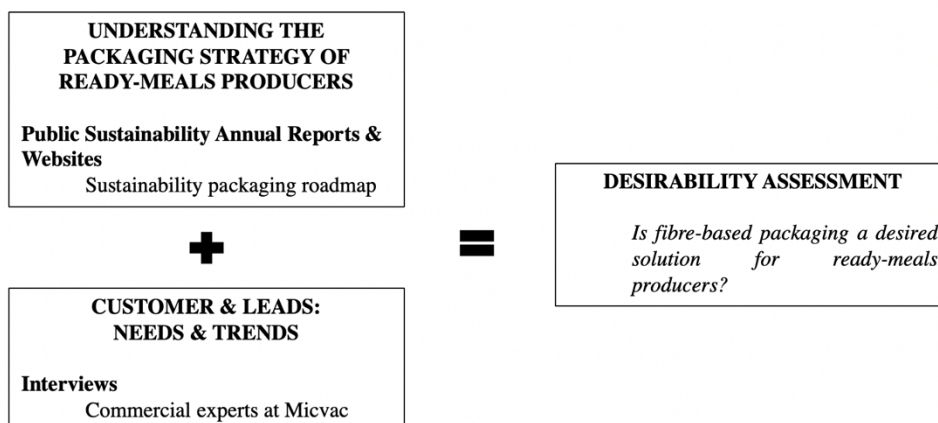 UNDERSTANDING THE
PACKAGING STRATEGY OF
READY-MEALS PRODUCERS
Public Sustainability Annual Reports &
Websites
Sustainability packaging roadmap
CUSTOMER & LEADS:
NEEDS & TRENDS
Interviews
Commercial experts at Micvac
DESIRABILITY ASSESSMENT
Is fibre-based packaging a desired
solution for ready-meals
producers?